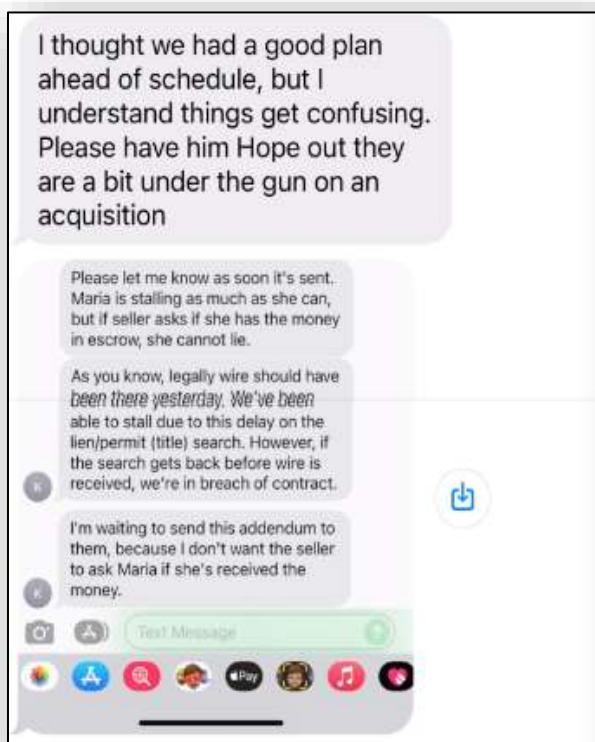 I thought we had a good plan
ahead of schedule, but I
understand things get confusing.
Please have him Hope out they
are a bit under the gun on an
acquisition
Please let me know as soon it's sent.
Maria is stalling as much as she can,
but if seller asks if she has the money
in escrow, she cannot lie.
As you know, legally wire should have
been there yesterday. We've been
able to stall due to this delay on the
lien/permit (title) search. However, if
the search gets back before wire is
received, we're in breach of contract.
K
I'm waiting to send this addendum to
them, because I don't want the seller
to ask Maria if she's received the
money.
K
Text Message
Pay